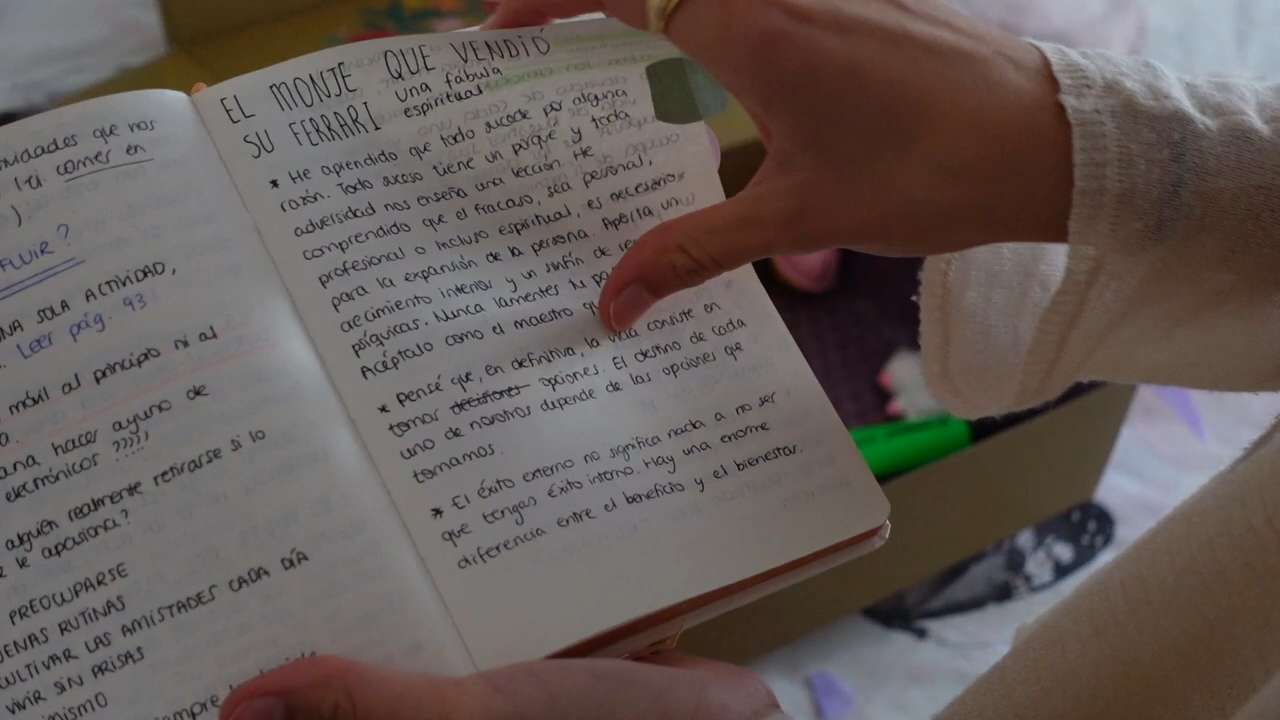 nos
comer en
).
FLUIR?
UNA SOLA ACTIVIDAD,
Leer pág. 93
móvil al principio ni al
hacer ayuno de
electrónicos ?????
alguien realmente retirarse si lo
le apasiona?
PREOCUPARSE
RUTINAS
LAS AMISTADES CADA DÍA
VIVIR SIN PRISAS
EL MONJE QUE VENDIÓ
SU FERRARI Una fábula
espiritual
* He aprendido que todo sucede por alguna
razón. Todo suceso tiene un porqué y toda
adversidad nos enseña una lección. He
comprendido que el fracaso, sea personal,
profesional o incluso espiritual, es necesario
para la expansión de la persona. Aporta un
crecimiento interior y un sinfín de
psíquicas. Nunca lamentes tu
Acéptalo como el maestro
* Pensé que, en definitiva, la vida consiste en
tomar decisiones opciones. El destino de cada
uno de nosotros depende de las opciones que
tomamos.
* El éxito externo no significa nada a no ser
que tengas éxito interno. Hay una enorme
diferencia entre el beneficio y el bienestar.